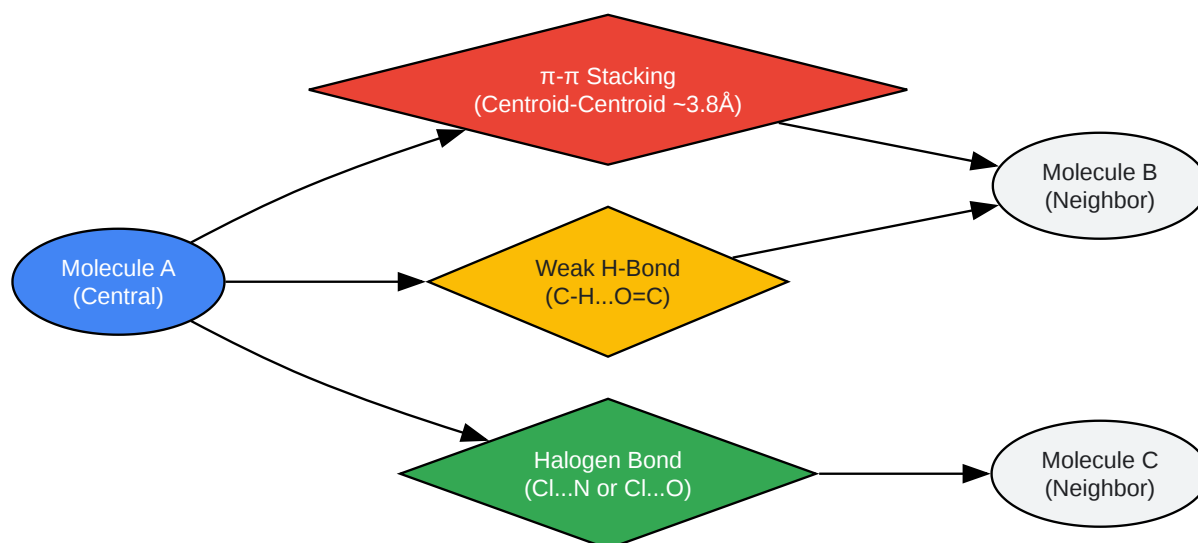 π-π Stacking
(Centroid-Centroid ~3.8Å)
Molecule B
(Neighbor)
Molecule A
(Central)
Weak H-Bond
(C-H...O=C)
Halogen Bond
(Cl...N or Cl...O)
Molecule C
(Neighbor)